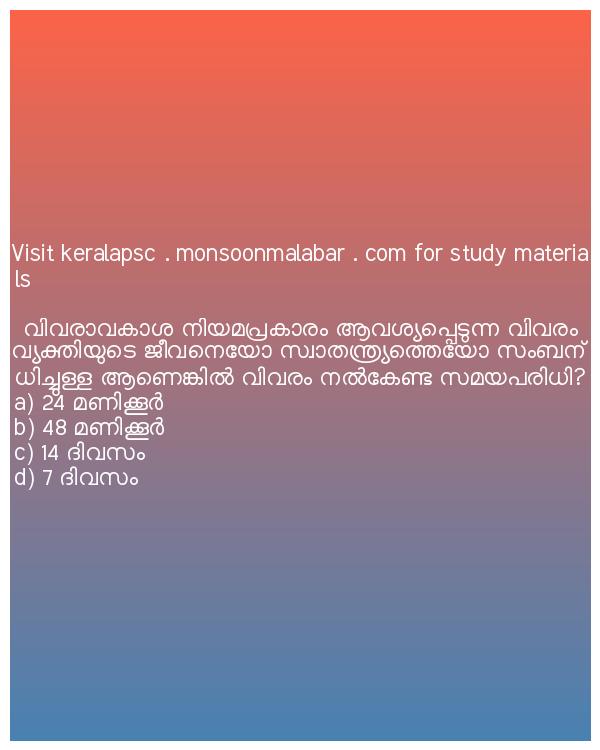 Visit keralapsc . monsoonmalabar . com for study materia
ls
വിവരാവകാശ നിയമപ്രകാരം ആവശ്യപ്പെടുന്ന വിവരം
വ്യക്തിയുടെ ജീവനെയോ സ്വാതന്ത്ര്യത്തെയോ സംബന്
ധിച്ചുള്ള ആണെങ്കിൽ വിവരം നൽകേണ്ട സമയപരിധി?
a) 24 മണിക്കൂർ
b) 48 മണിക്കൂർ
c) 14 ദിവസം
d) 7 ദിവസം